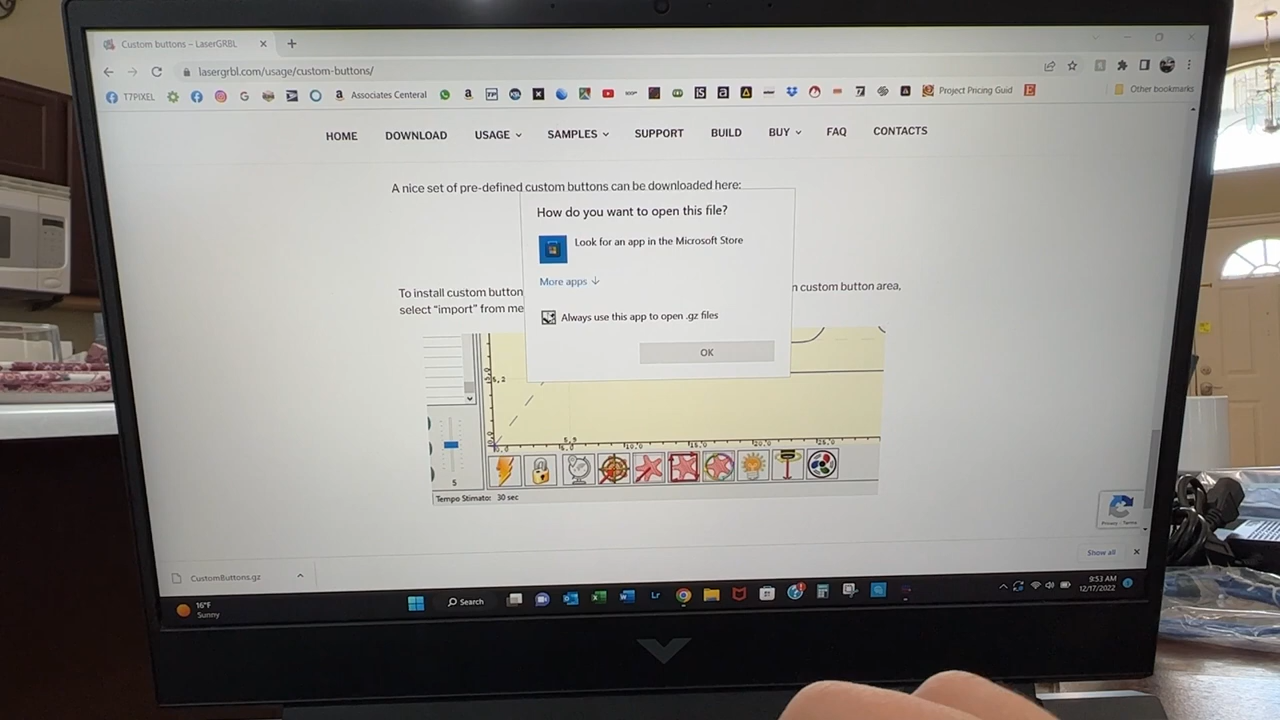 Custom buttons – LaserGRBL
lasergrbl.com/usage/custom-buttons/
T7PIXEL
Associates Centeral
Project Pricing Guid
Other bookmarks
HOME DOWNLOAD USAGE SAMPLES SUPPORT BUILD BUY FAQ CONTACTS
A nice set of pre-defined custom buttons can be downloaded here:
How do you want to open this file?
Look for an app in the Microsoft Store
More apps
Always use this app to open .gz files
OK
To install custom button
n custom button area,
select “import” from me
5
Tempo Stimato: 30 sec
Privacy - Terms
Show all
CustomButtons.gz
16°F
Sunny
Search
Lr
9:53 AM
12/17/2022